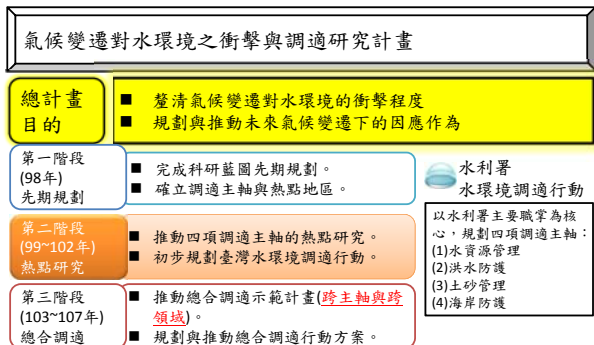 氣候變遷對水環境之衝擊與調適研究計畫
總計畫
目的
■ 釐清氣候變遷對水環境的衝擊程度
■ 規劃與推動未來氣候變遷下的因應作為
第一階段
(98年)
先期規劃
■ 完成科研藍圖先期規劃。
■ 確立調適主軸與熱點地區。
水利署
水環境調適行動
第二階段
(99~102年)
熱點研究
■ 推動四項調適主軸的熱點研究。
■ 初步規劃臺灣水環境調適行動。
以水利署主要職掌為核
心，規劃四項調適主軸：
(1)水資源管理
(2)洪水防護
(3)土砂管理
(4)海岸防護
第三階段
(103~107年)
總合調適
■ 推動總合調適示範計畫(跨主軸與跨
領域)。
■ 規劃與推動總合調適行動方案。